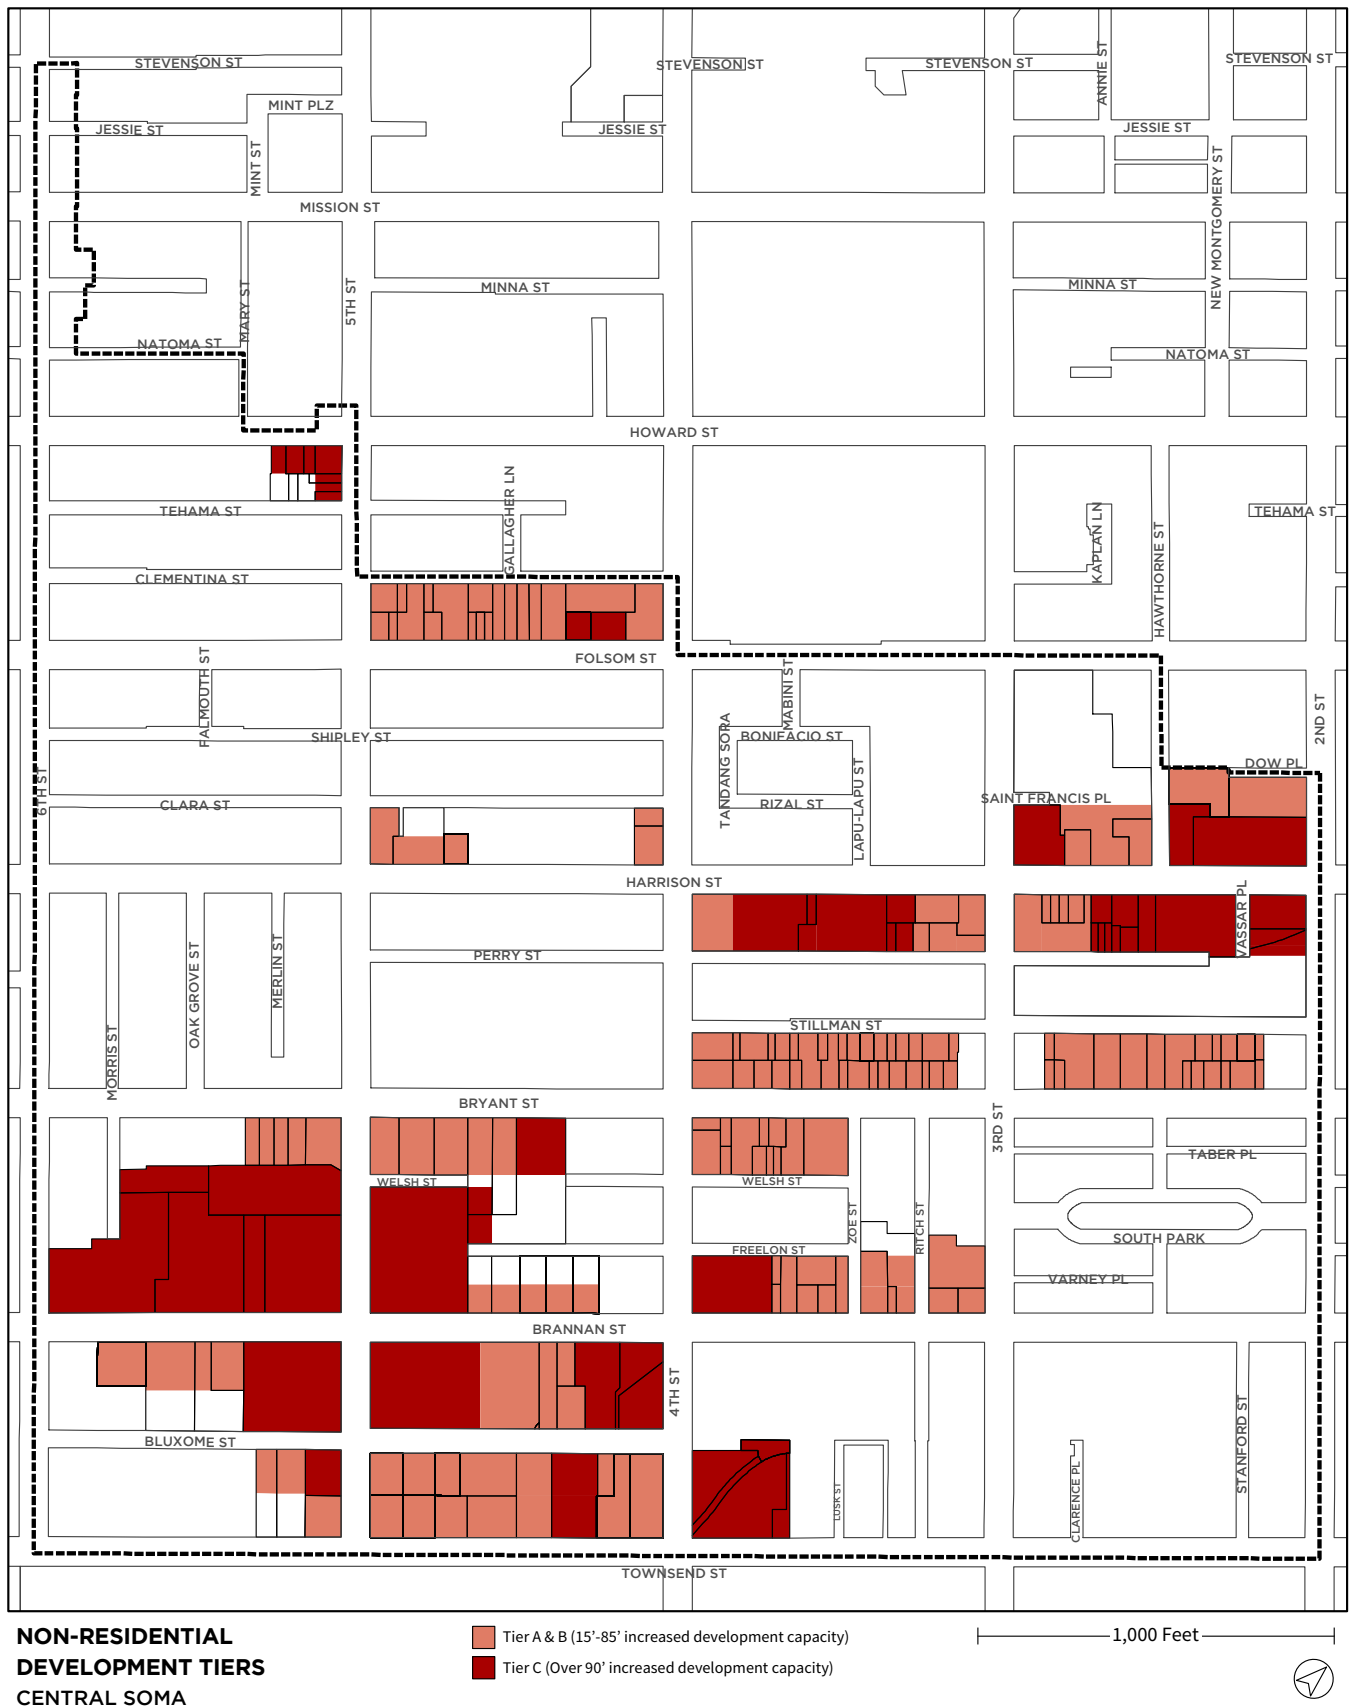 STEVENSON ST
STEVENSON ST
STEVENSON ST
STEVENSON ST
ANNIE ST
MINT PLZ
JESSIE ST
JESSIE ST
JESSIE ST
MINT ST
NEW MONTGOMERY ST
MISSION ST
MARY ST
5TH ST
MINNA ST
MINNA ST
NATOMA ST
NATOMA ST
HOWARD ST
GALLAGHER LN
KAPLAN LN
HAWTHORNE ST
TEHAMA ST
TEHAMA ST
CLEMENTINA ST
FOLSOM ST
FALMOUTH ST
MABINI ST
2ND ST
SHIPLEY ST
TANDANG SORA
BONIFACIO ST
LAPU-LAPU ST
DOW PL
6TH ST
CLARA ST
RIZAL ST
SAINT FRANCIS PL
HARRISON ST
VASSAR PL
OAK GROVE ST
MERLIN ST
PERRY ST
STILLMAN ST
MORRIS ST
BRYANT ST
3RD ST
WELSH ST
WELSH ST
TABER PL
ZOE ST
RITCH ST
SOUTH PARK
FREELON ST
VARNEY PL
BRANNAN ST
4TH ST
STANFORD ST
BLUXOME ST
LUSK ST
CLARENCE PL
TOWNSEND ST
NON-RESIDENTIAL
DEVELOPMENT TIERS
CENTRAL SOMA
Tier A & B (15'-85' increased development capacity)
Tier C (Over 90' increased development capacity)
1,000 Feet